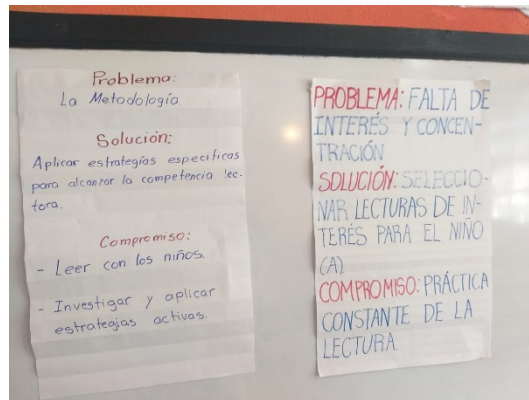 Problema:
La Metodología
Solución:
Aplicar estrategias especificas
para alcanzar la competencia lec-
tora.
Compromiso:
- Leer con los niños.
- Investigar y aplicar
estrategias activas.
PROBLEMA: FALTA DE
INTERÉS Y CONCEN-
TRACIÓN
SOLUCIÓN: SELECCIO-
NAR LECTURAS DE IN-
TERÉS PARA EL NIÑO
(A).
COMPROMISO: PRÁCTICA
CONSTANTE DE LA
LECTURA.